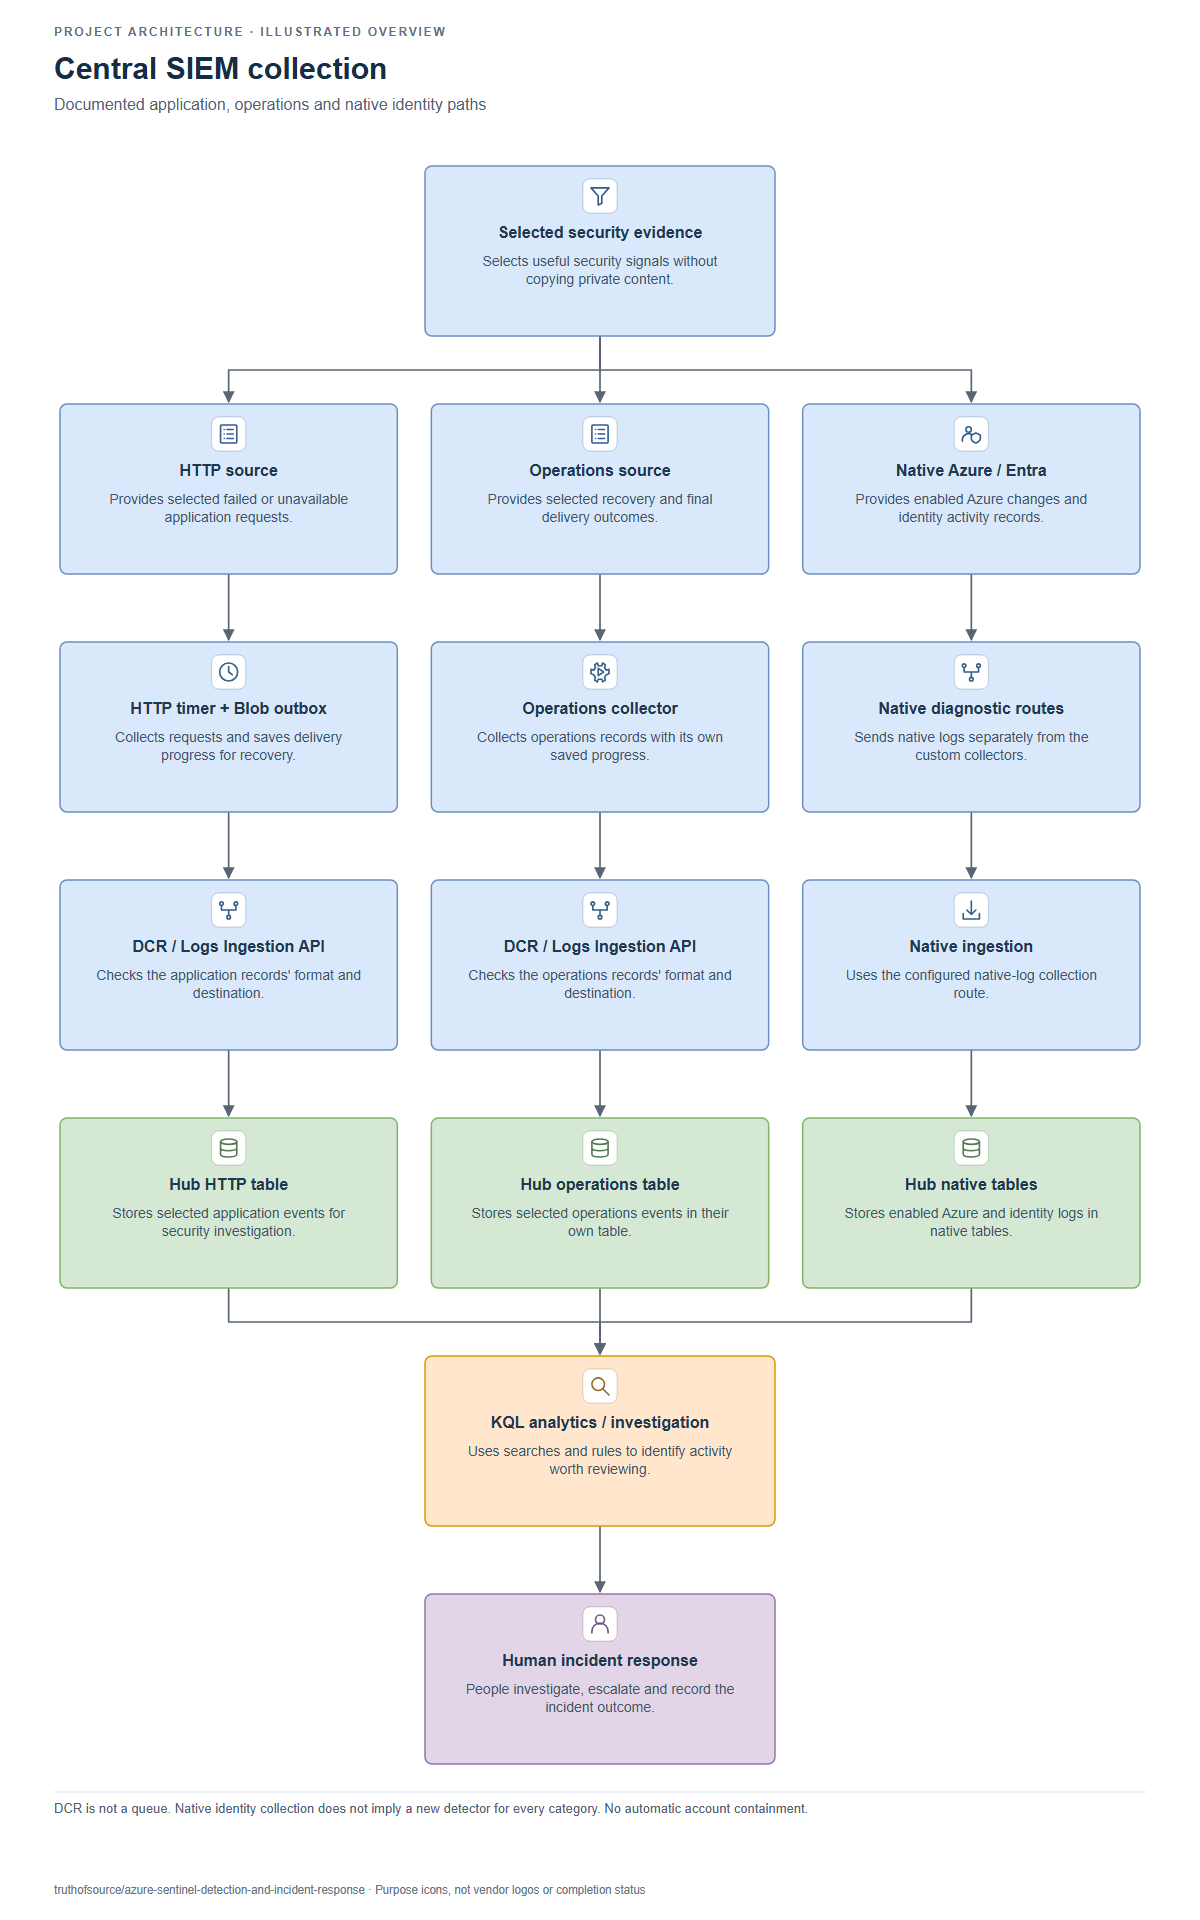 PROJECT ARCHITECTURE · ILLUSTRATED OVERVIEW
Central SIEM collection
Documented application, operations and native identity paths
Selected security evidence
Selects useful security signals without
copying private content.
HTTP source
Provides selected failed or unavailable
application requests.
Operations source
Provides selected recovery and final
delivery outcomes.
Native Azure / Entra
Provides enabled Azure changes and
identity activity records.
HTTP timer + Blob outbox
Collects requests and saves delivery
progress for recovery.
Operations collector
Collects operations records with its own
saved progress.
Native diagnostic routes
Sends native logs separately from the
custom collectors.
DCR / Logs Ingestion API
Checks the application records' format and
destination.
DCR / Logs Ingestion API
Checks the operations records' format and
destination.
Native ingestion
Uses the configured native-log collection
route.
Hub HTTP table
Stores selected application events for
security investigation.
Hub operations table
Stores selected operations events in their
own table.
Hub native tables
Stores enabled Azure and identity logs in
native tables.
KQL analytics / investigation
Uses searches and rules to identify activity
worth reviewing.
Human incident response
People investigate, escalate and record the
incident outcome.
DCR is not a queue. Native identity collection does not imply a new detector for every category. No automatic account containment.
truthofsource/azure-sentinel-detection-and-incident-response · Purpose icons, not vendor logos or completion status